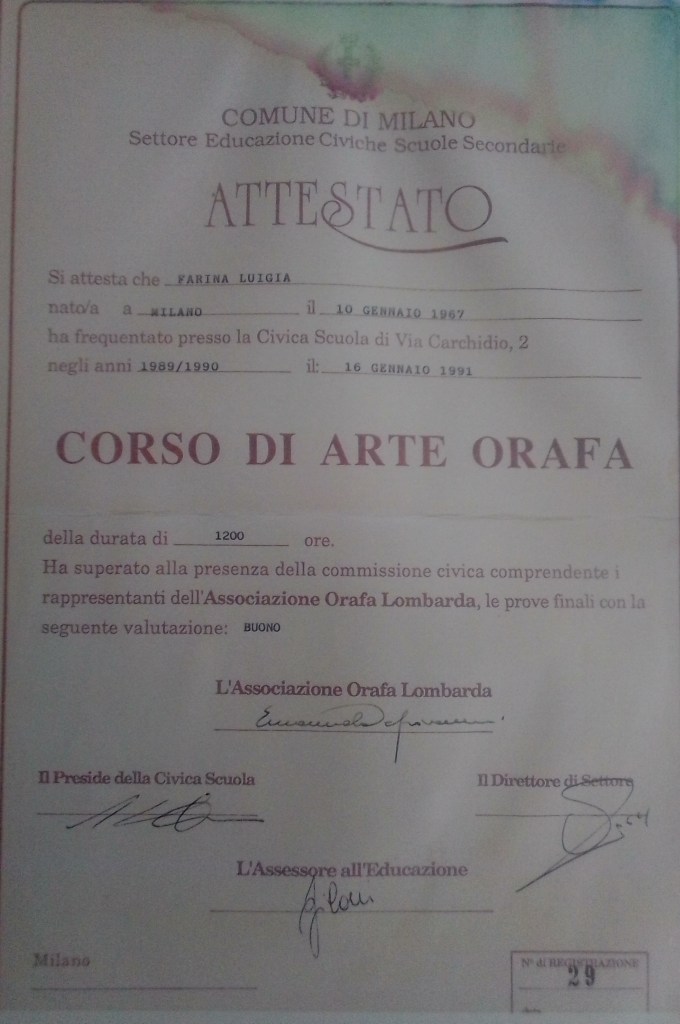 COMUNE DI MILANO
Settore Educazione Civiche Scuole Secondarie
ATTESTATO
Si attesta che FARINA LUIGIA
nato/a a MILANO il 10 GENNAIO 1967
ha frequentato presso la Civica Scuola di Via Carchidio, 2
negli anni 1989/1990 il: 16 GENNAIO 1991
CORSO DI ARTE ORAFA
della durata di 1200 ore.
Ha superato alla presenza della commissione civica comprendente i
rappresentanti dell'Associazione Orafa Lombarda, le prove finali con la
seguente valutazione: BUONO
L'Associazione Orafa Lombarda
Il Preside della Civica Scuola Il Direttore di Settore
L'Assessore all'Educazione
Milano
N° di REGISTRAZIONE
29